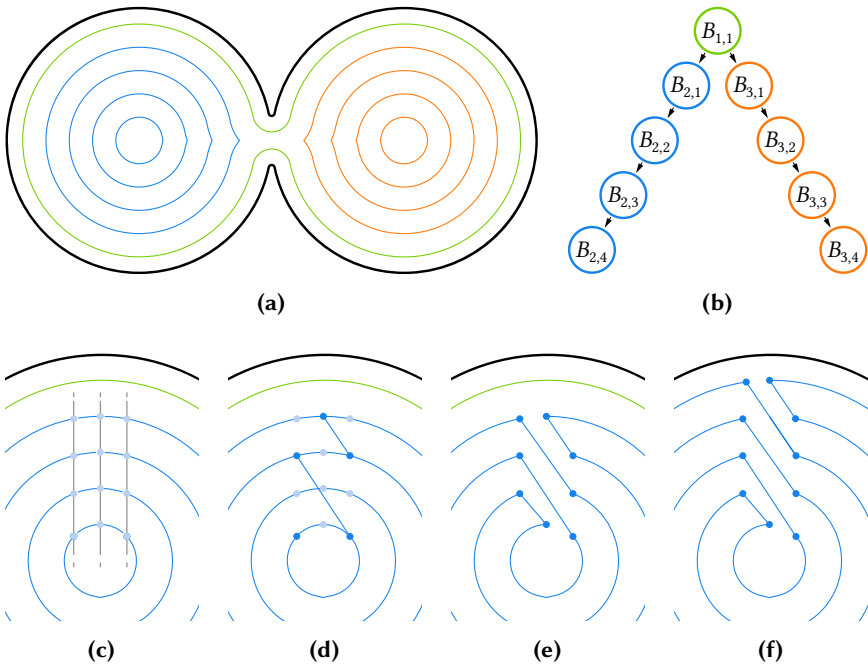 B1,1
B2,1
B3,1
B2,2
B3,2
B2,3
B3,3
B2,4
B3,4
(a)
(b)
(c)
(d)
(e)
(f)